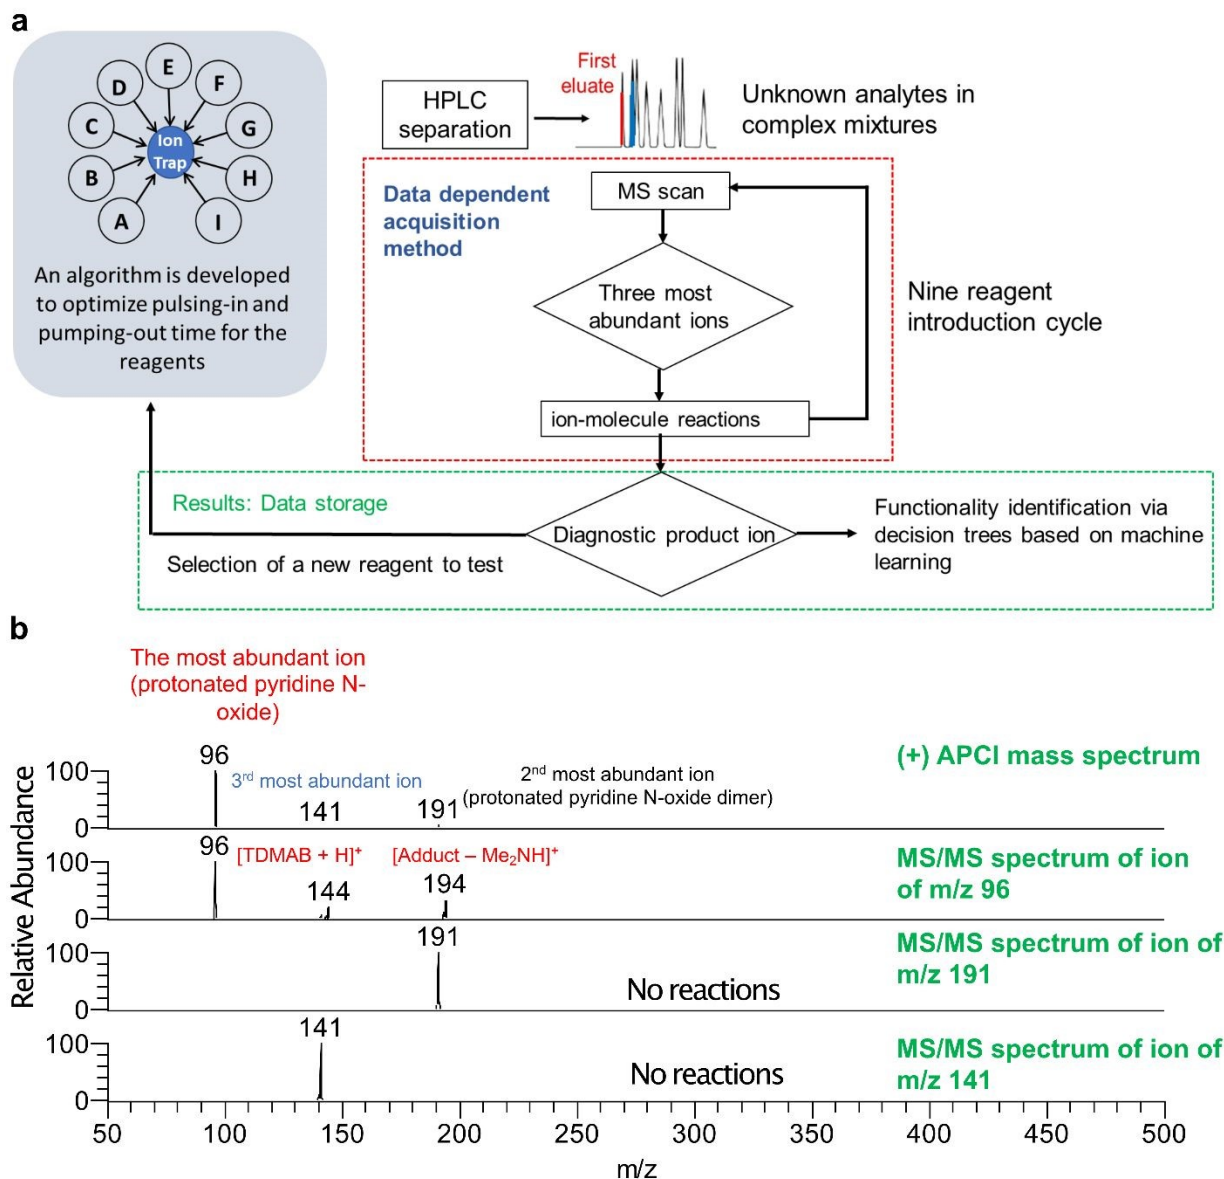 a
E
D
F
C
G
Ion
Trap
B
H
A
I
An algorithm is developed
to optimize pulsing-in and
pumping-out time for the
reagents
HPLC
separation
First
eluate
Unknown analytes in
complex mixtures
Data dependent
acquisition
method
MS scan
Three most
abundant ions
ion-molecule reactions
Nine reagent
introduction cycle
Results: Data storage
Selection of a new reagent to test
Diagnostic product ion
Functionality identification via
decision trees based on machine
learning
b
The most abundant ion
(protonated pyridine N-
oxide)
Relative Abundance
100
0
96
3rd most abundant ion
141
2nd most abundant ion
(protonated pyridine N-oxide dimer)
191
(+) APCI mass spectrum
100
0
96
[TDMAB + H]+
144
[Adduct – Me2NH]+
194
MS/MS spectrum of ion
of m/z 96
100
0
191
No reactions
MS/MS spectrum of ion of
m/z 191
100
0
141
No reactions
MS/MS spectrum of ion of
m/z 141
50 100 150 200 250 300 350 400 450 500
m/z